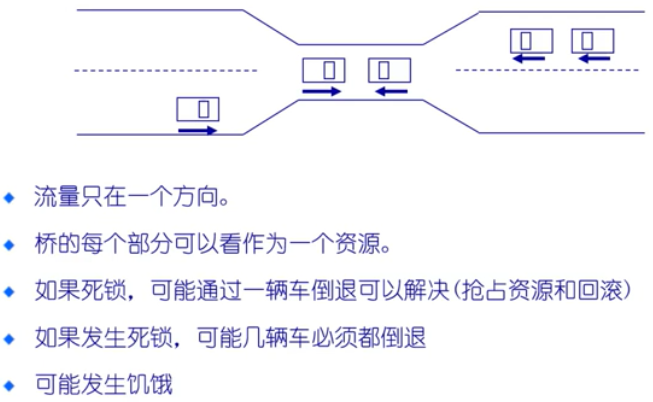 流量只在一个方向。
桥的每个部分可以看作为一个资源。
如果死锁，可能通过一辆车倒退可以解决(抢占资源和回滚)
如果发生死锁，可能几辆车必须都倒退
可能发生饥饿